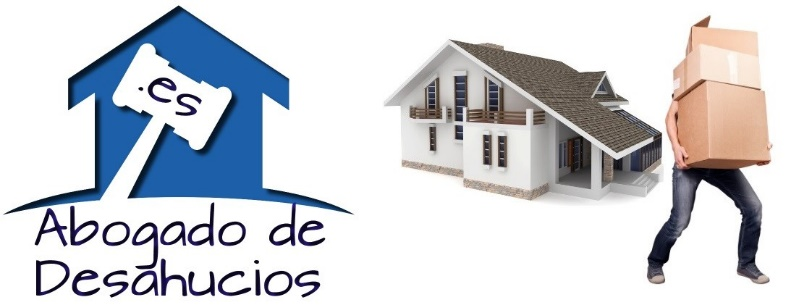 .es
Abogado de
Desahucios